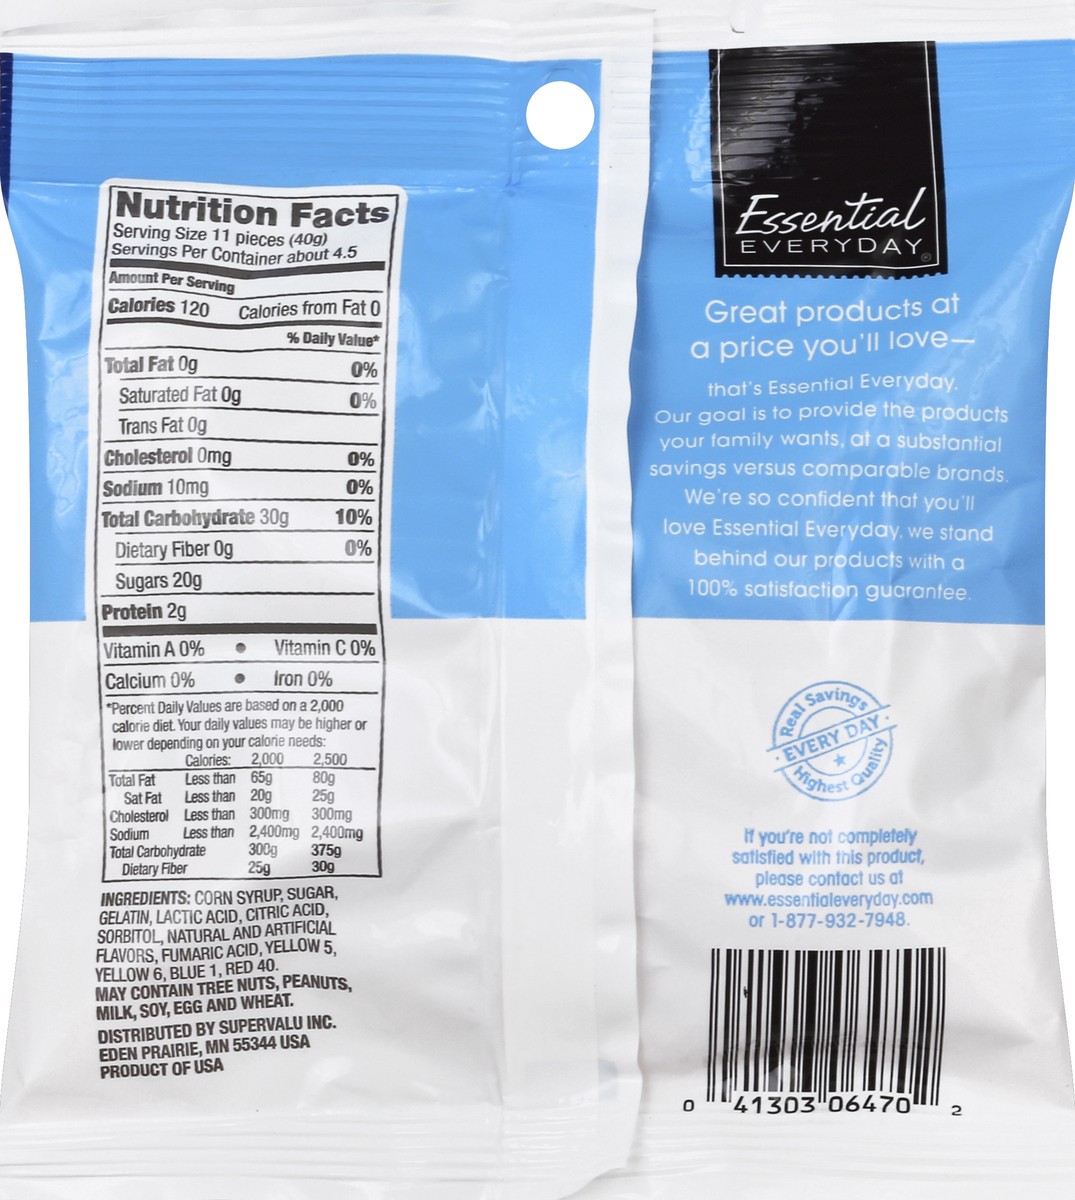 Nutrition Facts
Serving Size 11 pieces (40g)
Servings Per Container about 4.5
Amount Per Serving
Calories 120 Calories from Fat 0
% Daily Value*
Total Fat 0g 0%
Saturated Fat 0g 0%
Trans Fat 0g
Cholesterol 0mg 0%
Sodium 10mg 0%
Total Carbohydrate 30g 10%
Dietary Fiber 0g 0%
Sugars 20g
Protein 2g
Vitamin A 0% • Vitamin C 0%
Calcium 0% • Iron 0%
*Percent Daily Values are based on a 2,000
calorie diet. Your daily values may be higher or
lower depending on your calorie needs:
Calories: 2,000 2,500
Total Fat Less than 65g 80g
Sat Fat Less than 20g 25g
Cholesterol Less than 300mg 300mg
Sodium Less than 2,400mg 2,400mg
Total Carbohydrate 300g 375g
Dietary Fiber 25g 30g
INGREDIENTS: CORN SYRUP, SUGAR,
GELATIN, LACTIC ACID, CITRIC ACID,
SORBITOL, NATURAL AND ARTIFICIAL
FLAVORS, FUMARIC ACID, YELLOW 5,
YELLOW 6, BLUE 1, RED 40.
MAY CONTAIN TREE NUTS, PEANUTS,
MILK, SOY, EGG AND WHEAT.
DISTRIBUTED BY SUPERVALU INC.
EDEN PRAIRIE, MN 55344 USA
PRODUCT OF USA
Essential
EVERYDAY®
Great products at
a price you'll love—
that's Essential Everyday.
Our goal is to provide the products
your family wants, at a substantial
savings versus comparable brands.
We're so confident that you'll
love Essential Everyday, we stand
behind our products with a
100% satisfaction guarantee.
Real Savings
EVERY DAY
Highest Quality
If you're not completely
satisfied with this product,
please contact us at
www.essentialeveryday.com
or 1-877-932-7948.
0 41303 06470 2